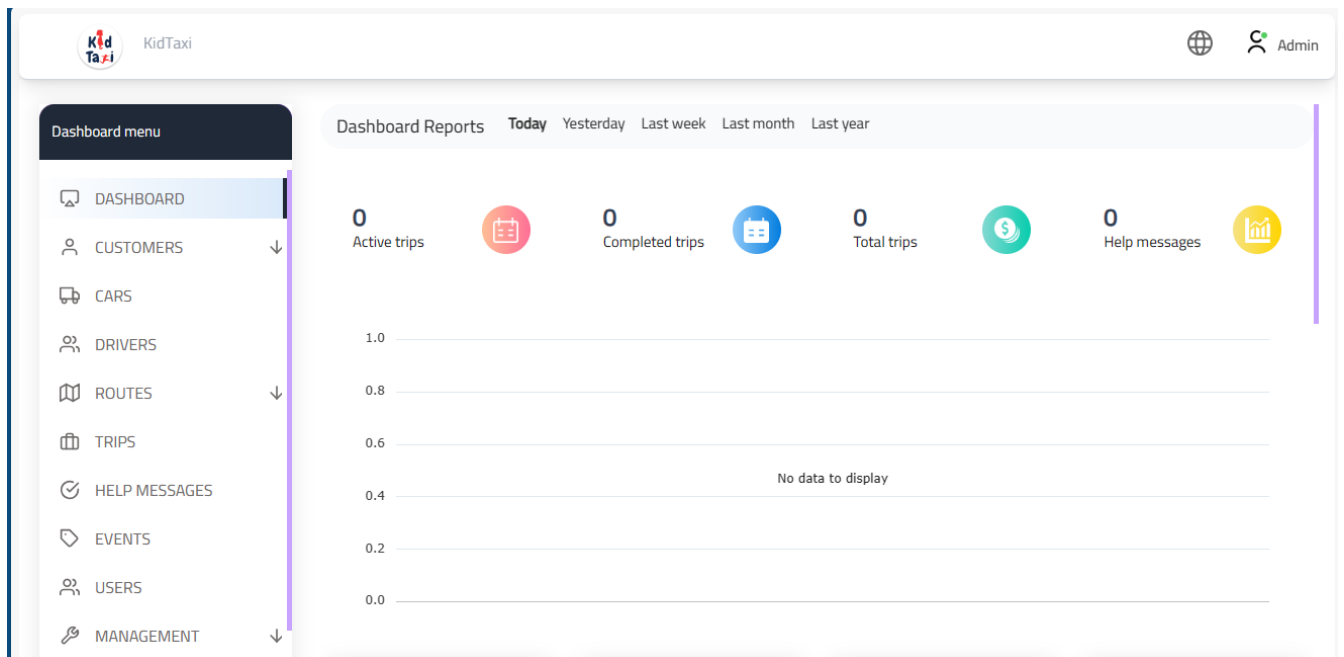 Kid
Taxi
KidTaxi
Admin
Dashboard menu
DASHBOARD
CUSTOMERS
CARS
DRIVERS
ROUTES
TRIPS
HELP MESSAGES
EVENTS
USERS
MANAGEMENT
Dashboard Reports Today Yesterday Last week Last month Last year
0
Active trips
0
Completed trips
0
Total trips
0
Help messages
1.0
0.8
0.6
No data to display
0.4
0.2
0.0